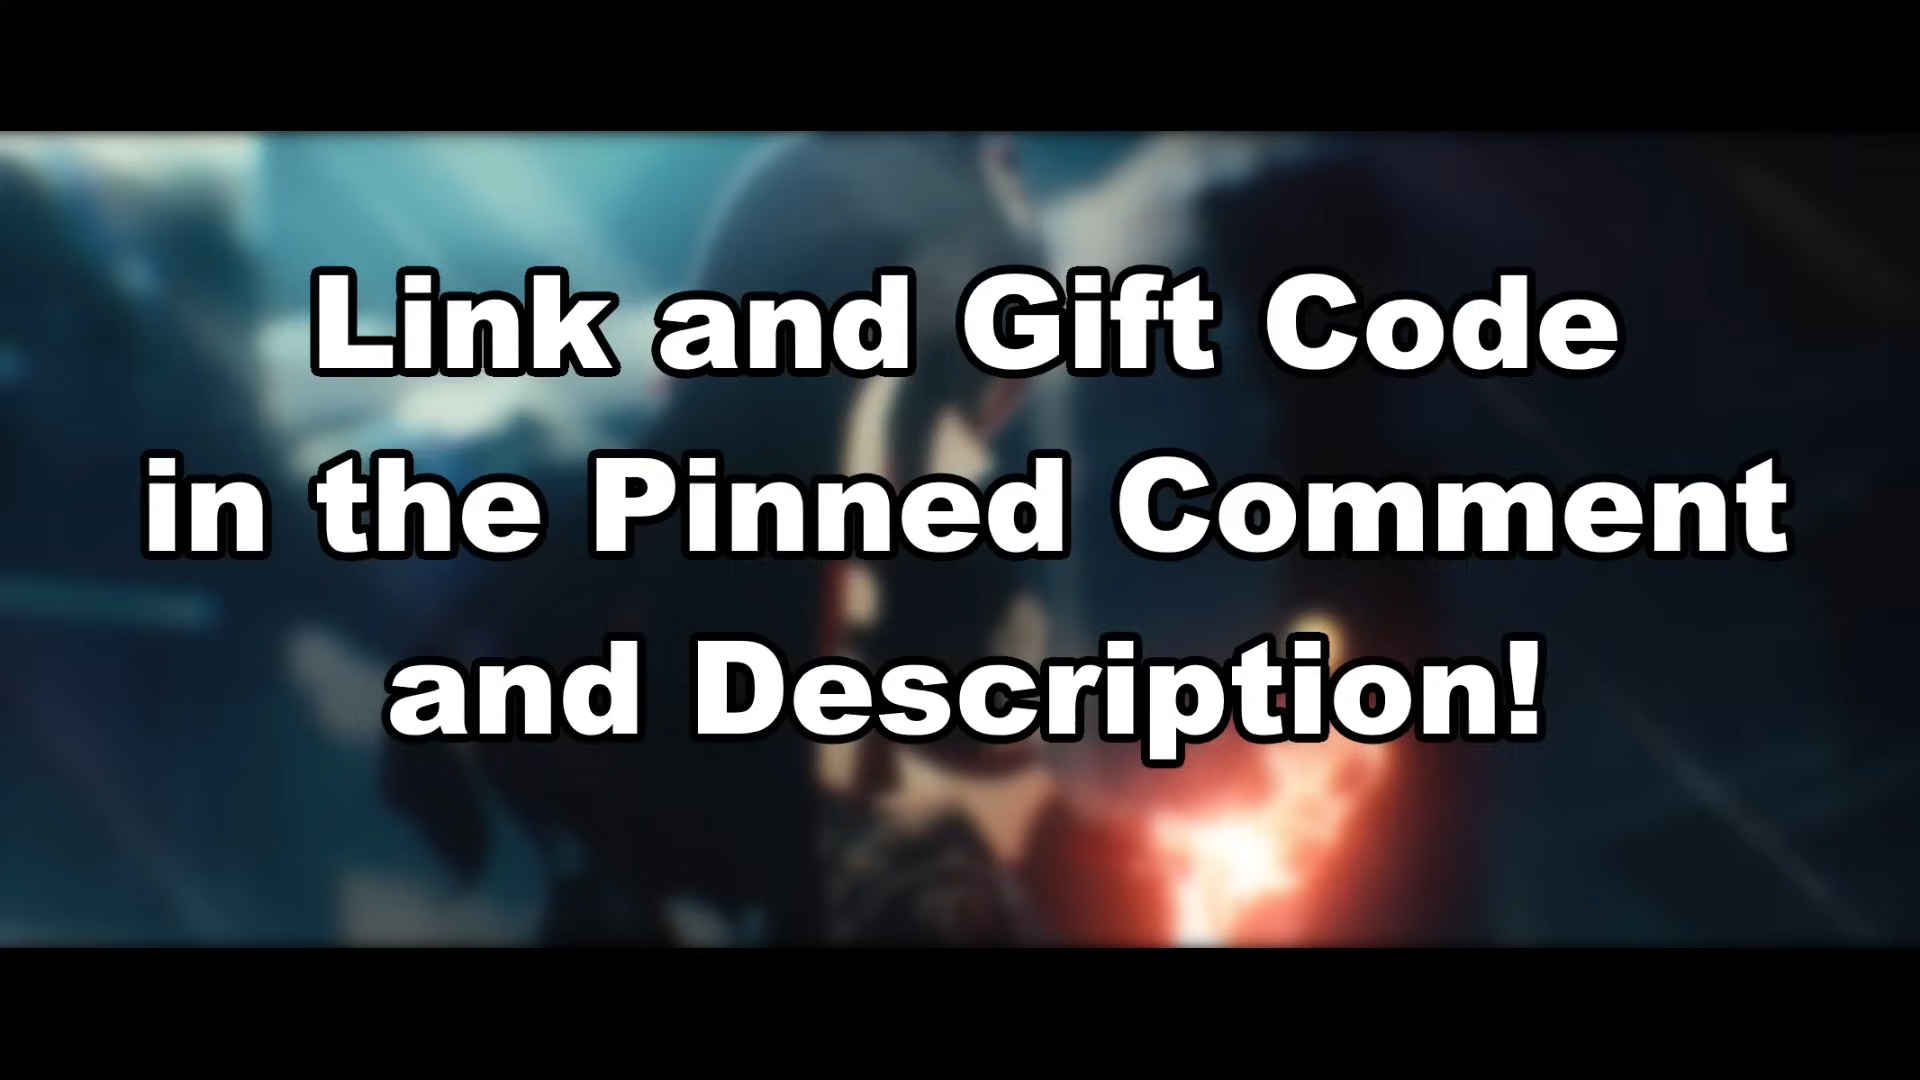 Link and Gift Code
in the Pinned Comment
and Description!